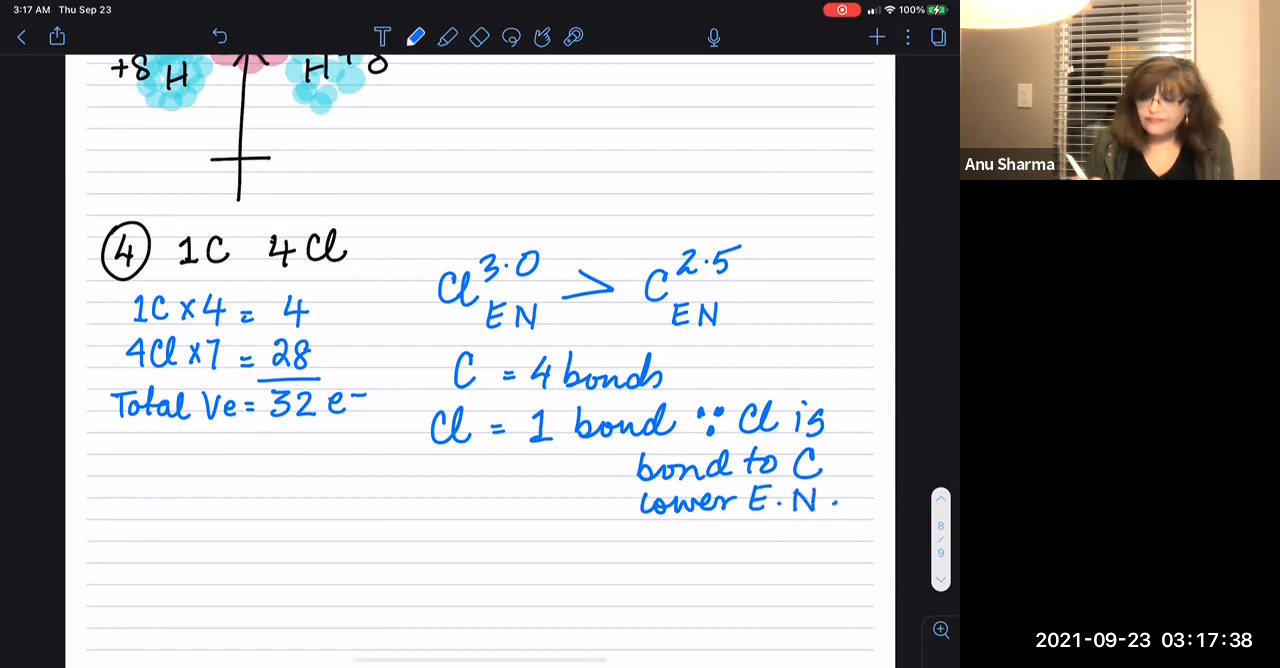 3:17 AM Thu Sep 23
100%
+δ H H +δ
4 1C 4Cl
1C x 4 = 4
4Cl x 7 = 28
Total Ve = 32 e-
Cl 3.0 EN > C 2.5 EN
C = 4 bonds
Cl = 1 bond ∵ Cl is
bond to C
lower E.N.
8
/
9
Anu Sharma
2021-09-23 03:17:38